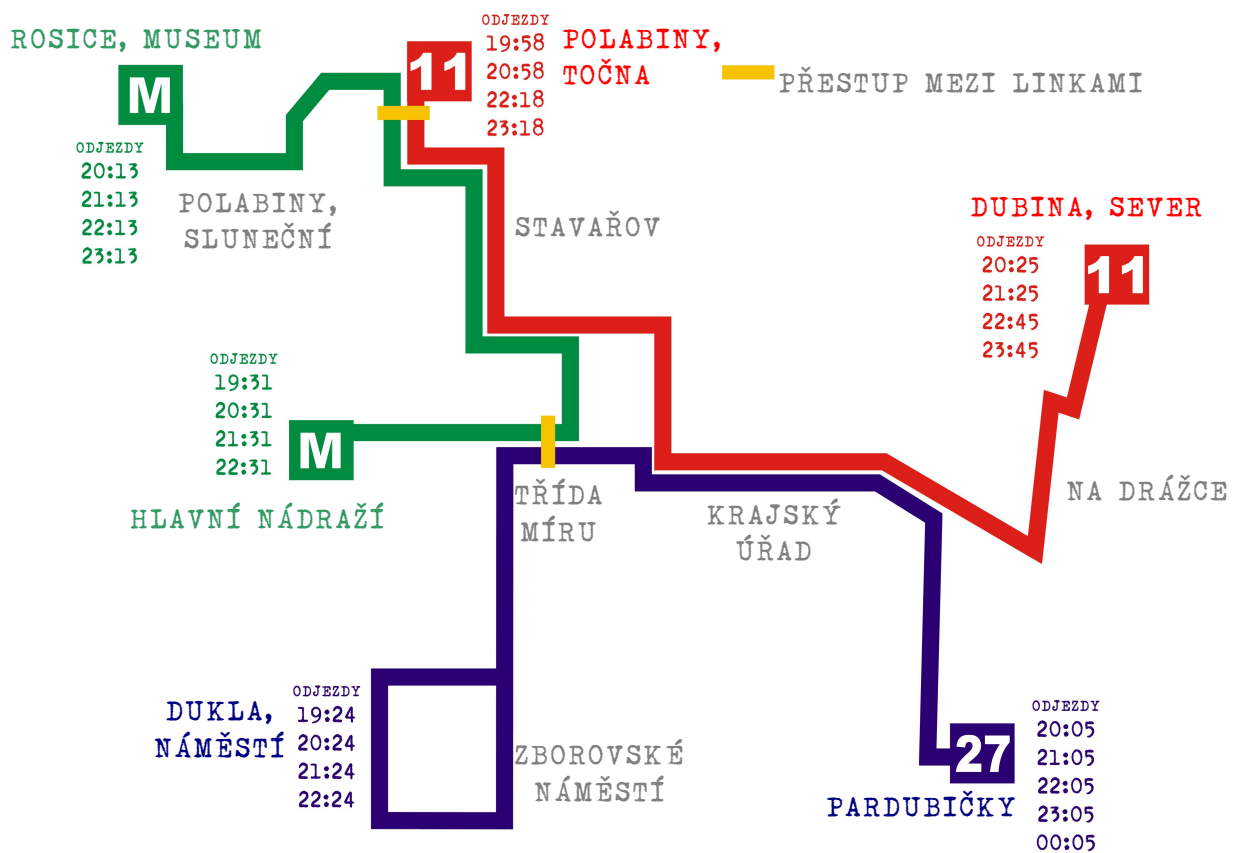 ROSICE, MUSEUM
M
ODJEZDY
20:13
21:13
22:13
23:13
POLABINY,
SLUNEČNÍ
11
ODJEZDY
19:58
20:58
22:18
23:18
POLABINY,
TOČNA
PŘESTUP MEZI LINKAMI
STAVAŘOV
DUBINA, SEVER
ODJEZDY
20:25
21:25
22:45
23:45
11
ODJEZDY
19:31
20:31
21:31
22:31
M
HLAVNÍ NÁDRAŽÍ
TŘÍDA
MÍRU
KRAJSKÝ
ÚŘAD
NA DRÁŽCE
DUKLA,
NÁMĚSTÍ
ODJEZDY
19:24
20:24
21:24
22:24
ZBOROVSKÉ
NÁMĚSTÍ
27
PARDUBIČKY
ODJEZDY
20:05
21:05
22:05
23:05
00:05